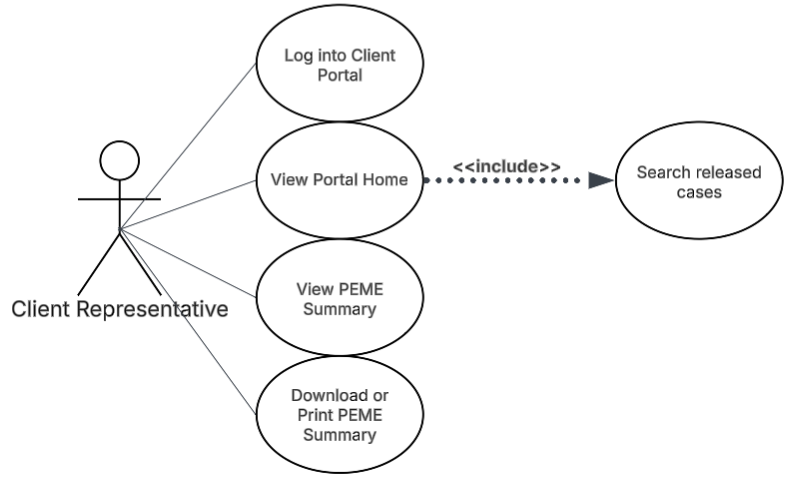 Log into Client
Portal
View Portal Home
<<include>>
Search released
cases
View PEME
Summary
Client Representative
Download or
Print PEME
Summary